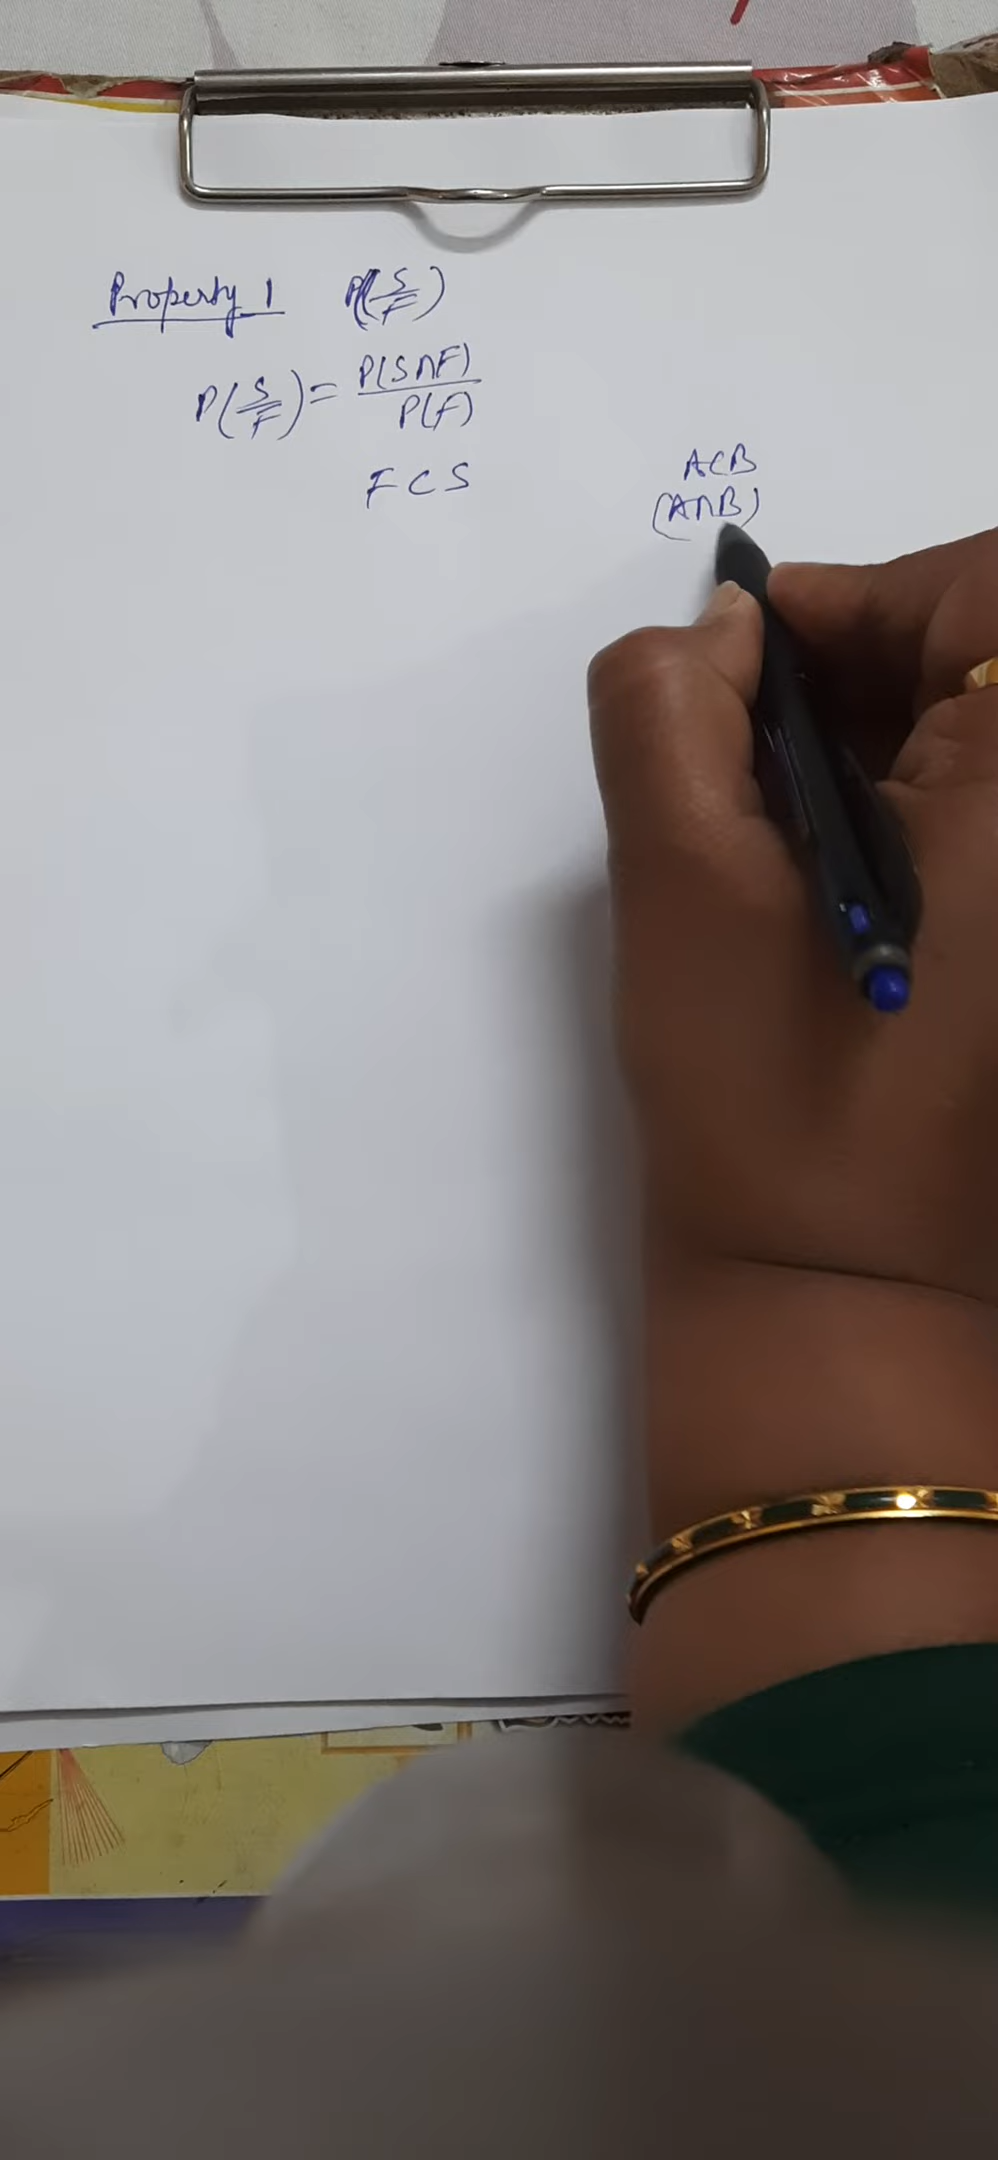 Property 1 P(S/F)
P(S/F) = P(S∩F)/P(F)
F⊂S
A⊂B
(A∩B)